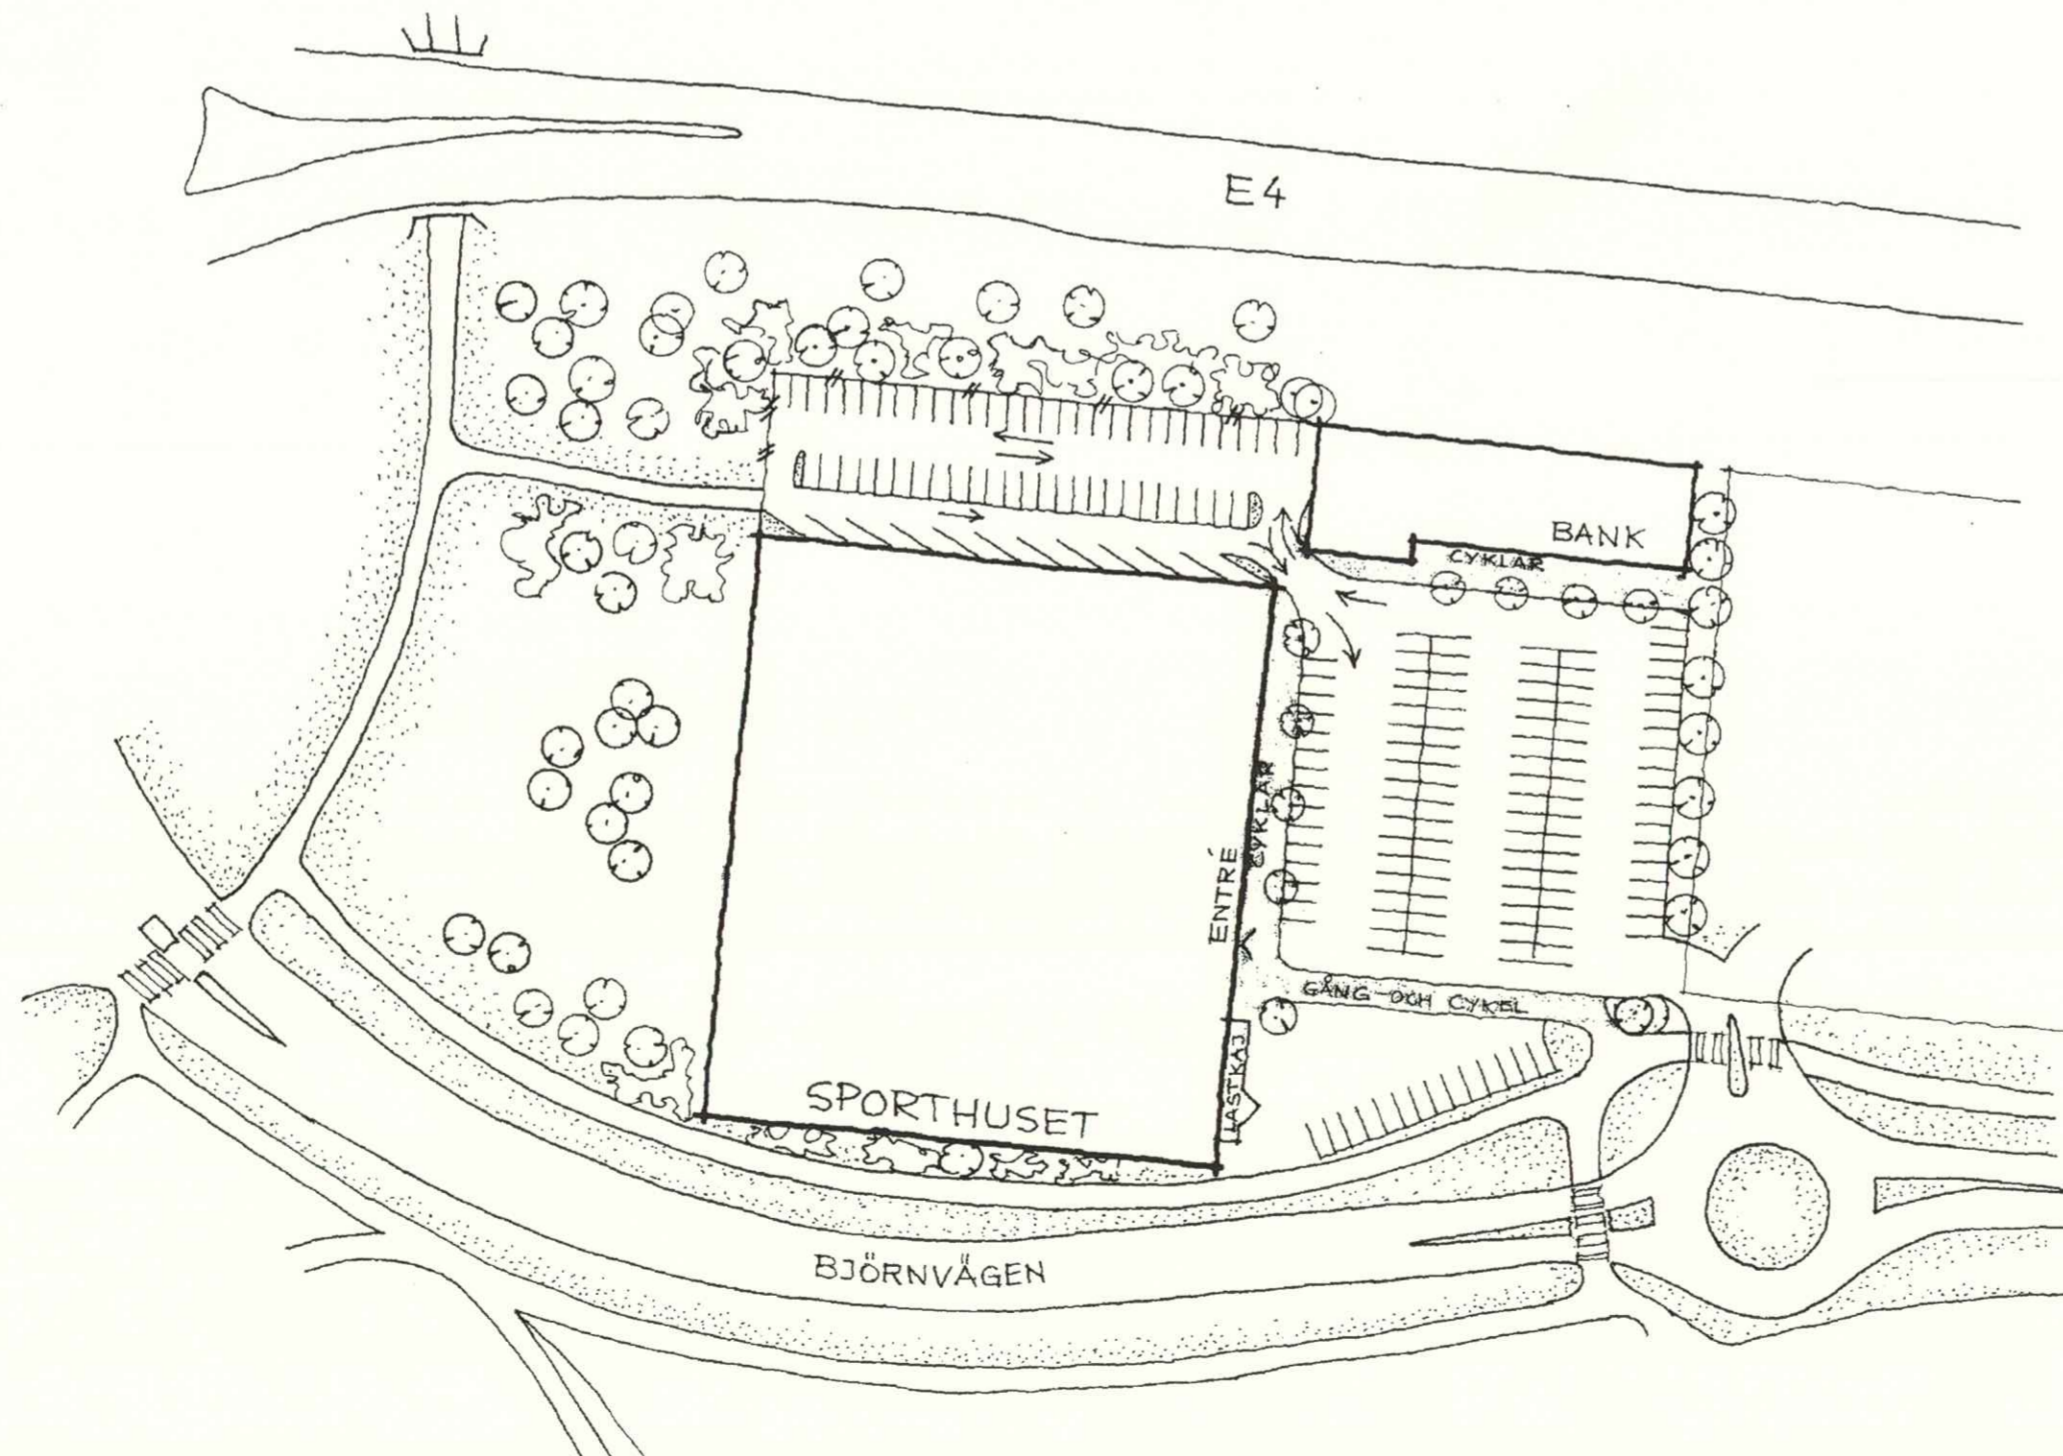 E4
BANK
CYKLAR
CYKLAR
ENTRÉ
GÅNG OCH CYKEL
LASTKAJ
SPORTHUSET
BJÖRNVÄGEN